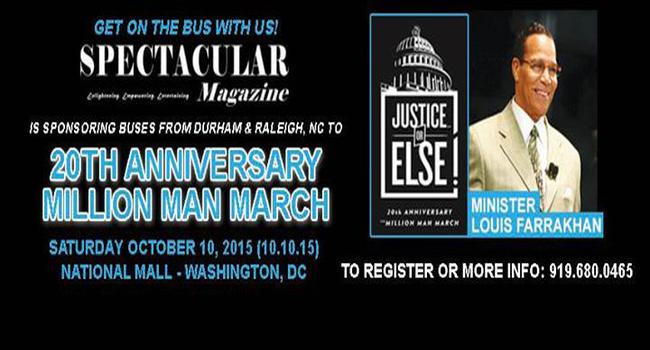 GET ON THE BUS WITH US!
SPECTACULAR
Enlightening. Empowering. Entertaining Magazine
IS SPONSORING BUSES FROM DURHAM & RALEIGH, NC TO
20TH ANNIVERSARY
MILLION MAN MARCH
SATURDAY OCTOBER 10, 2015 (10.10.15)
NATIONAL MALL - WASHINGTON, DC
JUSTICE
OR
ELSE!
20TH ANNIVERSARY
THE MILLION MAN MARCH
MINISTER
LOUIS FARRAKHAN
TO REGISTER OR MORE INFO: 919.680.0465